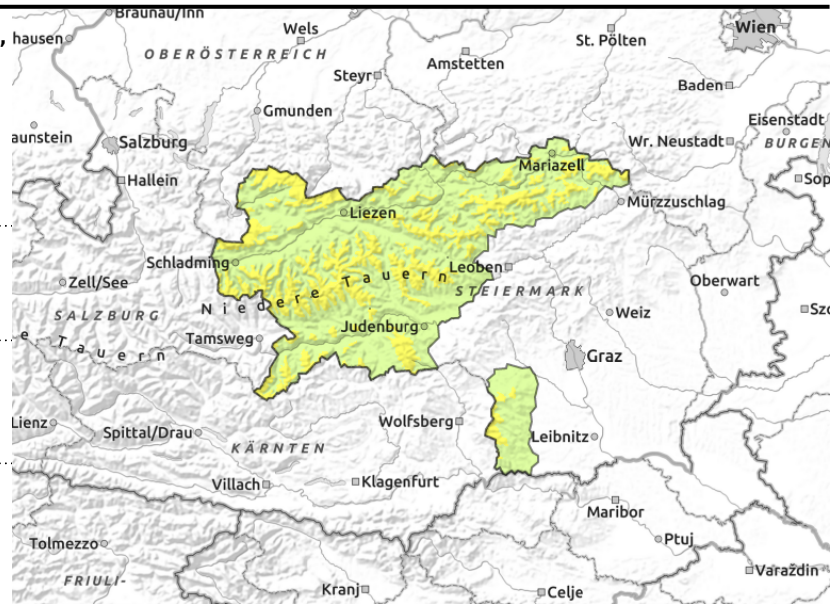 Braunau/Inn
,
hausen
Wels
Wien
OBERÖSTERREICH
St. Pölten
Amstetten
Steyr
Baden
Gmunden
Eisenstadt
aunstein
Salzburg
Wr. Neustadt
BURGEN
Mariazell
Hallein
Sop
Mürzzuschlag
Liezen
Schladming
Leoben
Zell/See
Niedere Tauern
STEIERMARK
Oberwart
SALZBURG
Weiz
Szo
Judenburg
Tamsweg
e Tauern
Graz
Lienz
Wolfsberg
Spittal/Drau
Leibnitz
KÄRNTEN
Villach
Klagenfurt
Maribor
Tolmezzo
Ptuj
Varaždin
FRIULI-
Kranj
Celje